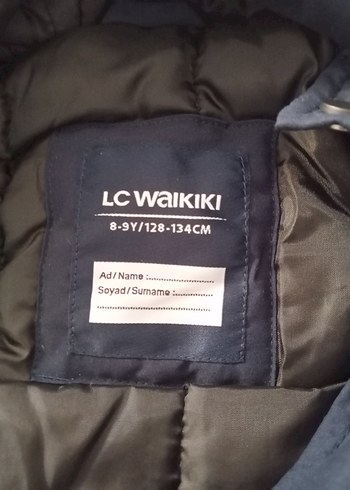 LC WAIKIKI
8-9Y/128-134CM
Ad/Name :........................
Soyad/Surname :..............
..........................................